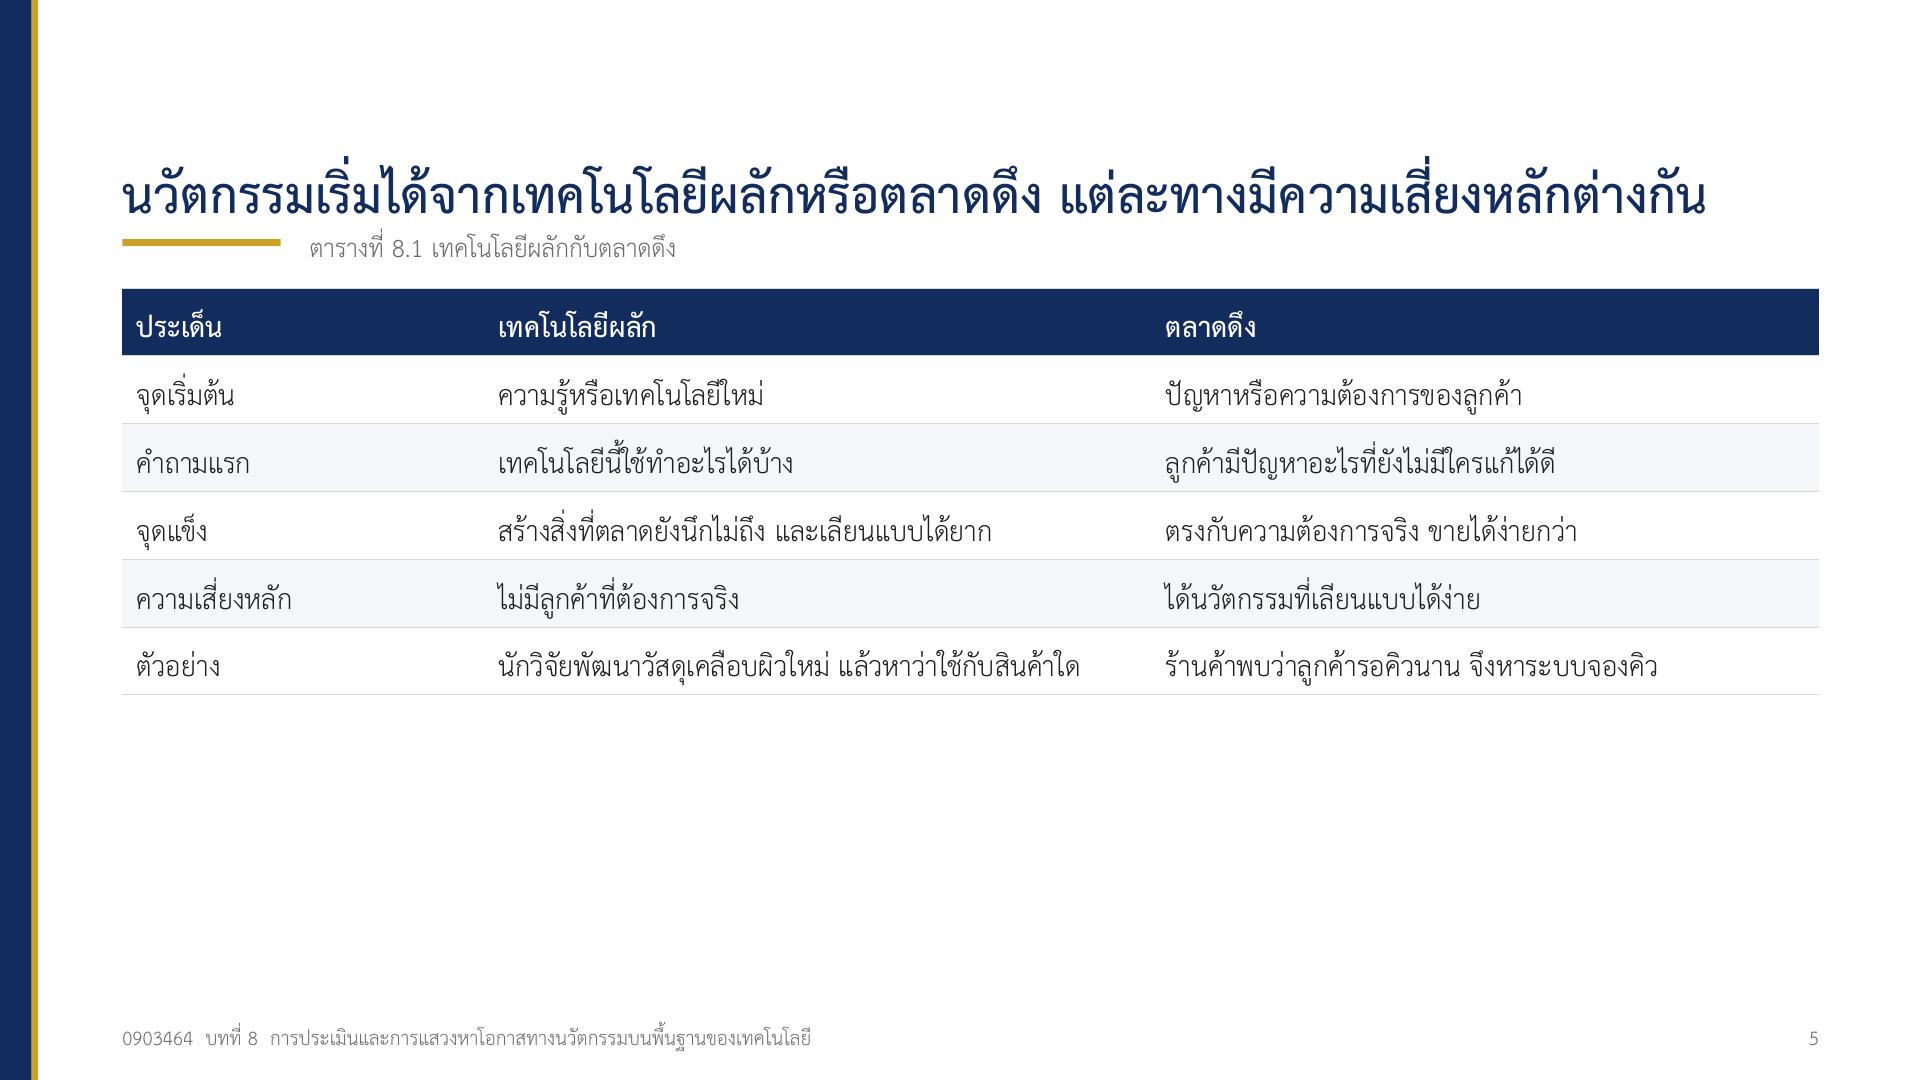 นวัตกรรมเริ่มได้จากเทคโนโลยีผลักหรือตลาดดึง แต่ละทางมีความเสี่ยงหลักต่างกัน
ตารางที่ 8.1 เทคโนโลยีผลักกับตลาดดึง
ประเด็น เทคโนโลยีผลัก ตลาดดึง
จุดเริ่มต้น ความรู้หรือเทคโนโลยีใหม่ ปัญหาหรือความต้องการของลูกค้า
คำถามแรก เทคโนโลยีนี้ใช้ทำอะไรได้บ้าง ลูกค้ามีปัญหาอะไรที่ยังไม่มีใครแก้ได้ดี
จุดแข็ง สร้างสิ่งที่ตลาดยังนึกไม่ถึง และเลียนแบบได้ยาก ตรงกับความต้องการจริง ขายได้ง่ายกว่า
ความเสี่ยงหลัก ไม่มีลูกค้าที่ต้องการจริง ได้นวัตกรรมที่เลียนแบบได้ง่าย
ตัวอย่าง นักวิจัยพัฒนาวัสดุเคลือบผิวใหม่ แล้วหาว่าใช้กับสินค้าใด ร้านค้าพบว่าลูกค้ารอคิวนาน จึงหาระบบจองคิว
0903464 บทที่ 8 การประเมินและการแสวงหาโอกาสทางนวัตกรรมบนพื้นฐานของเทคโนโลยี 5